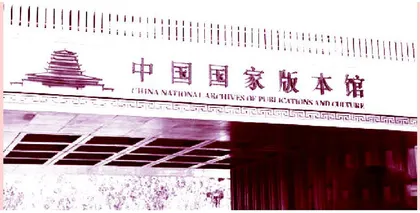 中国国家版本馆
CHINA NATIONAL ARCHIVES OF PUBLICATIONS AND CULTURE